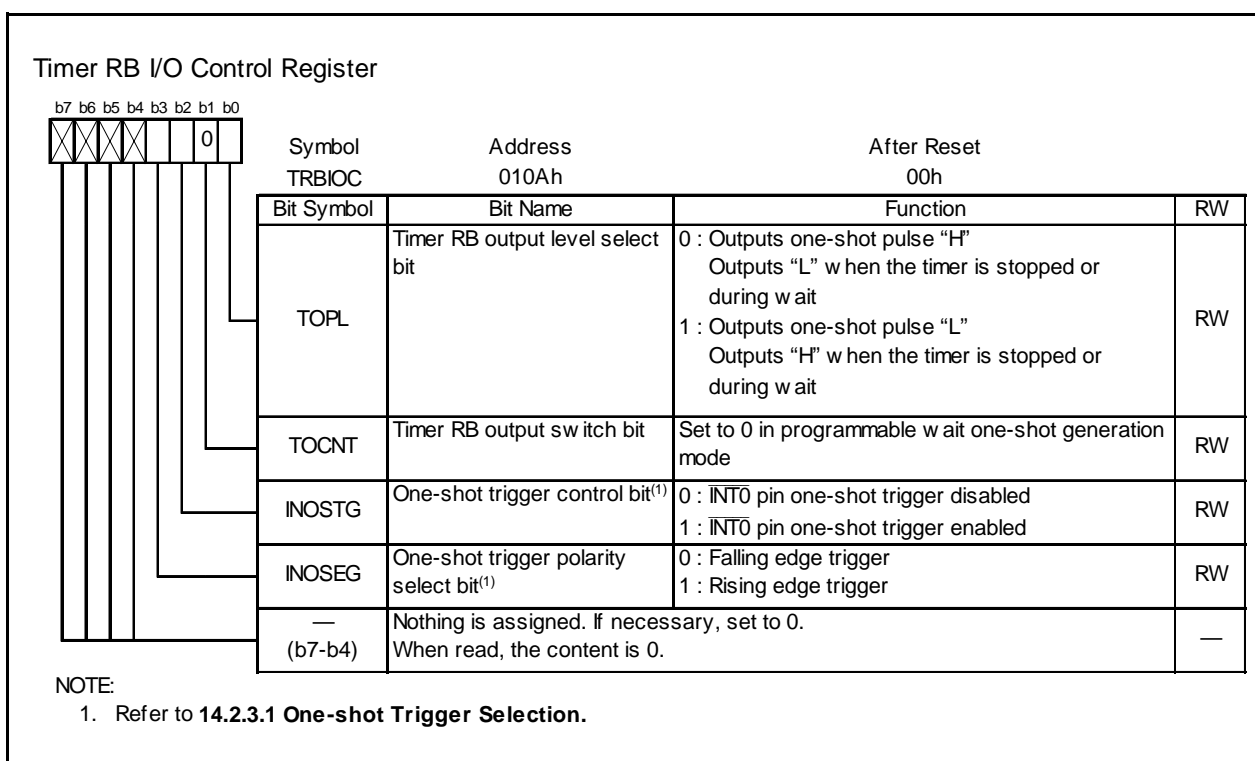 Timer RB I/O Control Register
b7 b6 b5 b4 b3 b2 b1 b0
0
Symbol Address After Reset
TRBIOC 010Ah 00h
Bit Symbol Bit Name Function RW
TOPL Timer RB output level select bit 0 : Outputs one-shot pulse “H”
Outputs “L” when the timer is stopped or
during wait
1 : Outputs one-shot pulse “L”
Outputs “H” when the timer is stopped or
during wait RW
TOCNT Timer RB output switch bit Set to 0 in programmable wait one-shot generation
mode RW
INOSTG One-shot trigger control bit(1) 0 : INT0 pin one-shot trigger disabled
1 : INT0 pin one-shot trigger enabled RW
INOSEG One-shot trigger polarity select bit(1) 0 : Falling edge trigger
1 : Rising edge trigger RW
— (b7-b4) Nothing is assigned. If necessary, set to 0.
When read, the content is 0. —
NOTE:
1. Refer to 14.2.3.1 One-shot Trigger Selection.